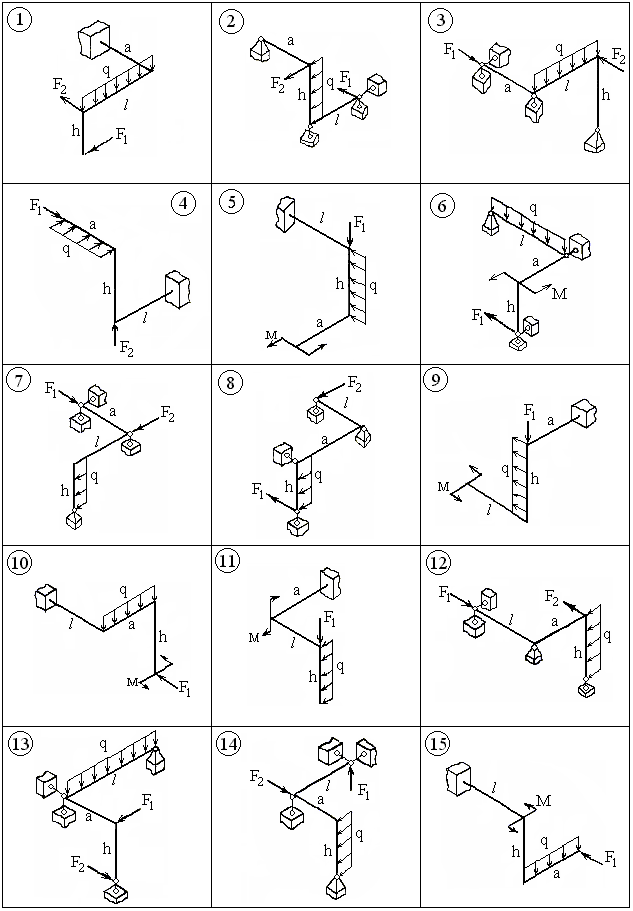 1 a q F₂ l h F₁
2 a h q F₂ F₁ l
3 F₁ a q l F₂ h
4 F₁ a q h l F₂
5 l F₁ h q a M
6 q l a M h F₁
7 F₁ a F₂ l h q
8 F₂ l a h q F₁
9 F₁ a q h M l
10 q l a h M F₁
11 a M F₁ l h q
12 F₁ l F₂ a h q
13 q l a F₁ h F₂
14 F₂ l F₁ a h q
15 l M h q a F₁